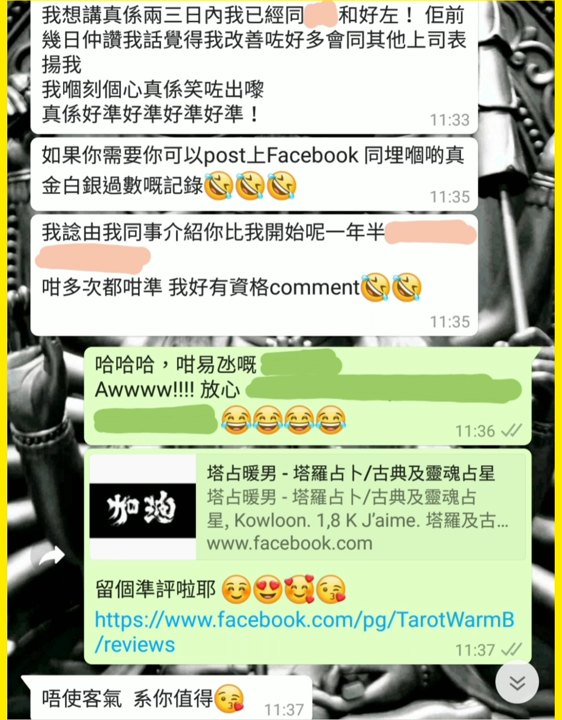 我想講真係兩三日內我已經同 和好左！ 佢前
幾日仲讚我話覺得我改善咗好多會同其他上司表
揚我
我嗰刻個心真係笑咗出嚟
真係好準好準好準好準！
11:33
如果你需要你可以post上Facebook 同埋嗰啲真
金白銀過數嘅記錄🤣🤣🤣
11:35
我諗由我同事介紹你比我開始呢一年半
咁多次都咁準 我好有資格comment🤣🤣
11:35
哈哈哈，咁易氹嘅
Awwww!!!! 放心
😂😂😂😂
11:36
塔占暖男 - 塔羅占卜/古典及靈魂占星
塔占暖男 - 塔羅占卜/古典及靈魂占
星, Kowloon. 1,8 K J’aime. 塔羅及古...
www.facebook.com
加油
留個準評啦耶 ☺️😍🥰😘
https://www.facebook.com/pg/TarotWarmB
/reviews
11:37
唔使客氣 系你值得😘
11:37